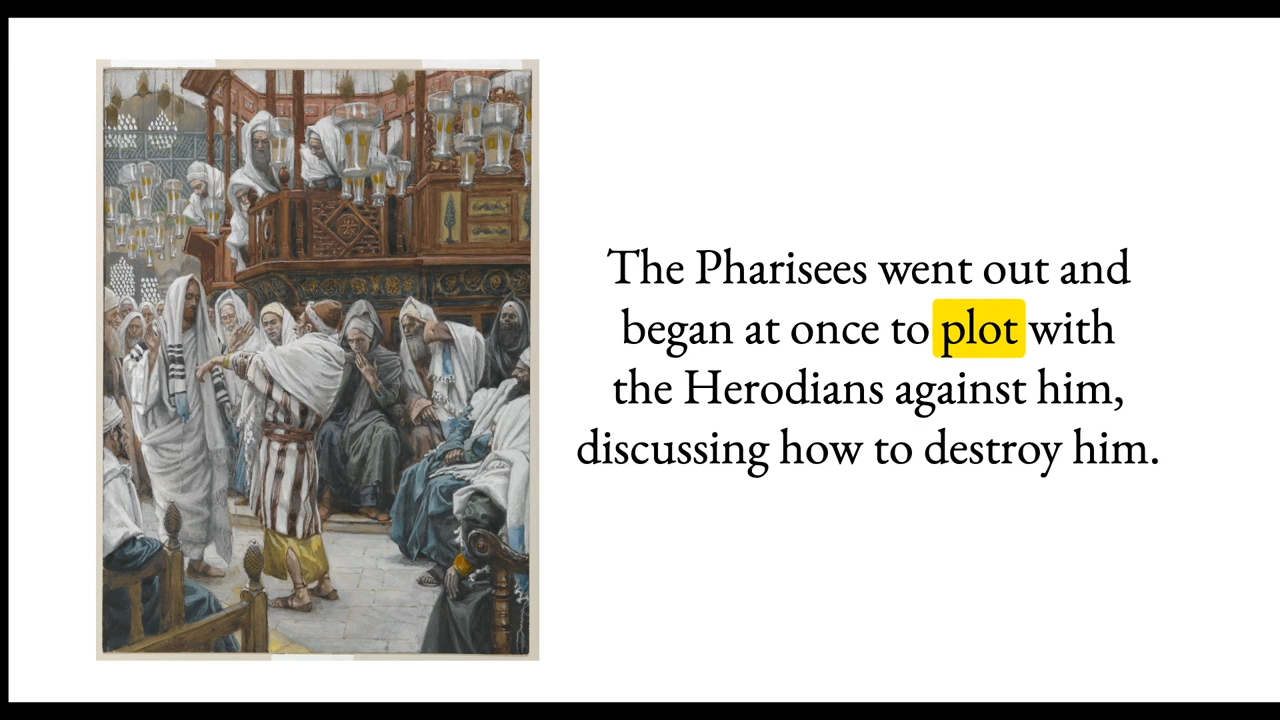 The Pharisees went out and
began at once to plot with
the Herodians against him,
discussing how to destroy him.